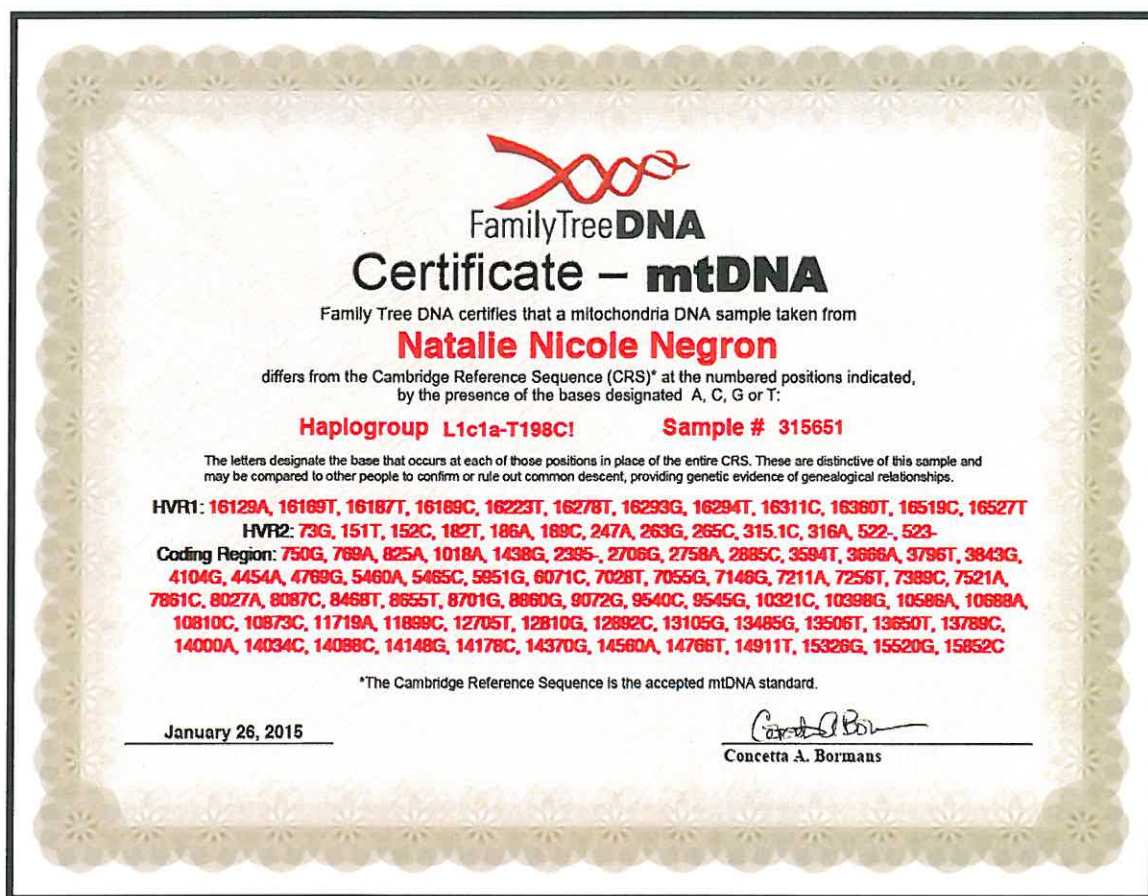 FamilyTreeDNA
Certificate – mtDNA
Family Tree DNA certifies that a mitochondria DNA sample taken from
Natalie Nicole Negron
differs from the Cambridge Reference Sequence (CRS)* at the numbered positions indicated,
by the presence of the bases designated A, C, G or T:
Haplogroup L1c1a-T198C! Sample # 315651
The letters designate the base that occurs at each of those positions in place of the entire CRS. These are distinctive of this sample and
may be compared to other people to confirm or rule out common descent, providing genetic evidence of genealogical relationships.
HVR1: 16129A, 16169T, 16187T, 16189C, 16223T, 16278T, 16293G, 16294T, 16311C, 16360T, 16519C, 16527T
HVR2: 73G, 151T, 152C, 182T, 186A, 189C, 247A, 263G, 265C, 315.1C, 316A, 522-, 523-
Coding Region: 750G, 769A, 825A, 1018A, 1438G, 2395-, 2706G, 2758A, 2885C, 3594T, 3666A, 3796T, 3843G,
4104G, 4454A, 4769G, 5460A, 5465C, 5951G, 6071C, 7028T, 7055G, 7146G, 7211A, 7256T, 7389C, 7521A,
7861C, 8027A, 8087C, 8468T, 8655T, 8701G, 8860G, 9072G, 9540C, 9545G, 10321C, 10398G, 10586A, 10688A,
10810C, 10873C, 11719A, 11899C, 12705T, 12810G, 12892C, 13105G, 13485G, 13506T, 13650T, 13789C,
14000A, 14034C, 14088C, 14148G, 14178C, 14370G, 14560A, 14766T, 14911T, 15326G, 15520G, 15852C
*The Cambridge Reference Sequence is the accepted mtDNA standard.
January 26, 2015
Concetta A. Bormans